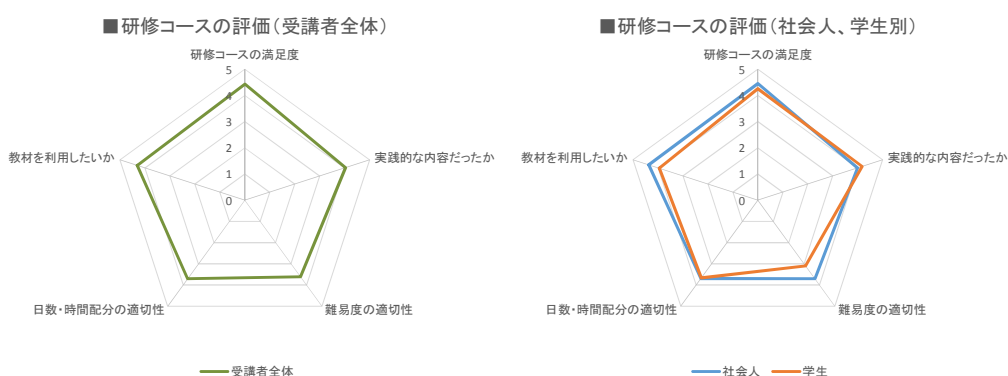 ■研修コースの評価（受講者全体）
研修コースの満足度
5
4
3
2
1
0
教材を利用したいか
実践的な内容だったか
日数・時間配分の適切性
難易度の適切性
受講者全体
■研修コースの評価（社会人、学生別）
研修コースの満足度
5
4
3
2
1
0
教材を利用したいか
実践的な内容だったか
日数・時間配分の適切性
難易度の適切性
社会人
学生